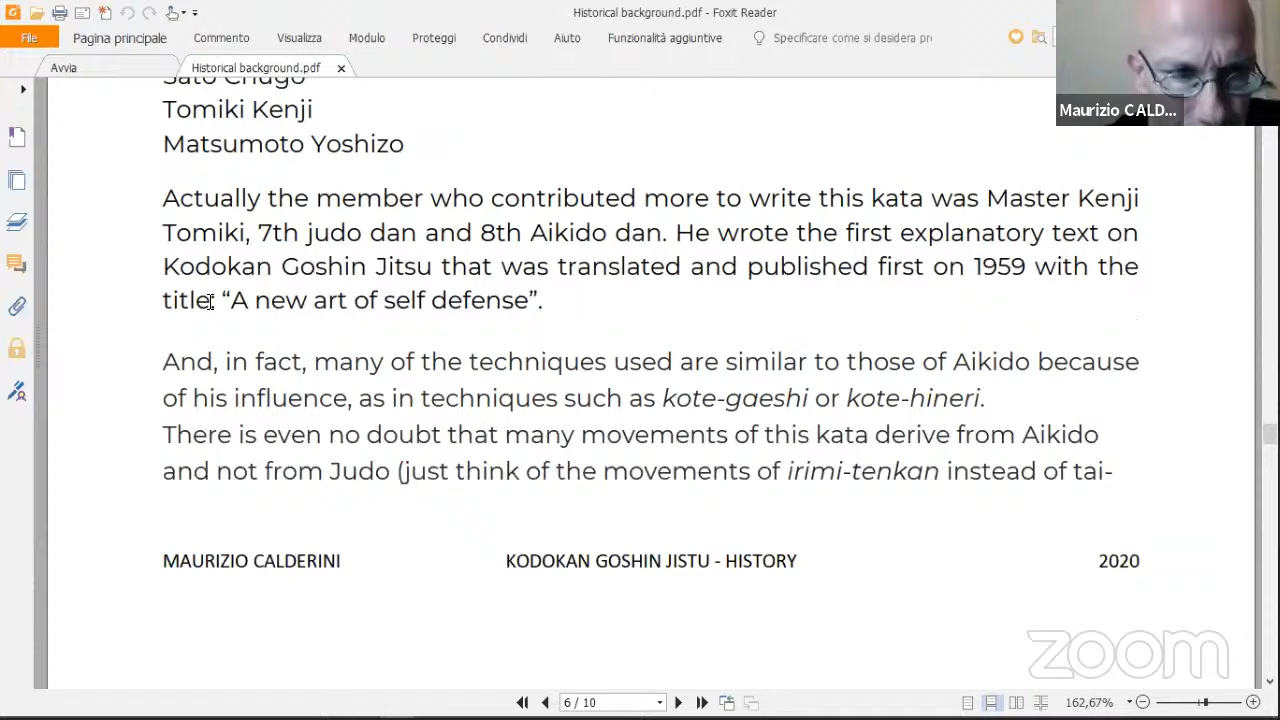 Historical background.pdf - Foxit Reader
File
Pagina principale
Commento
Visualizza
Modulo
Proteggi
Condividi
Aiuto
Funzionalità aggiuntive
Specificare come si desidera pro
Avvia
Historical background.pdf
Maurizio CALD...
Sato Chugo
Tomiki Kenji
Matsumoto Yoshizo
Actually the member who contributed more to write this kata was Master Kenji
Tomiki, 7th judo dan and 8th Aikido dan. He wrote the first explanatory text on
Kodokan Goshin Jitsu that was translated and published first on 1959 with the
title: “A new art of self defense”.
And, in fact, many of the techniques used are similar to those of Aikido because
of his influence, as in techniques such as kote-gaeshi or kote-hineri.
There is even no doubt that many movements of this kata derive from Aikido
and not from Judo (just think of the movements of irimi-tenkan instead of tai-
MAURIZIO CALDERINI
KODOKAN GOSHIN JISTU - HISTORY
2020
zoom
6 / 10
162,67%